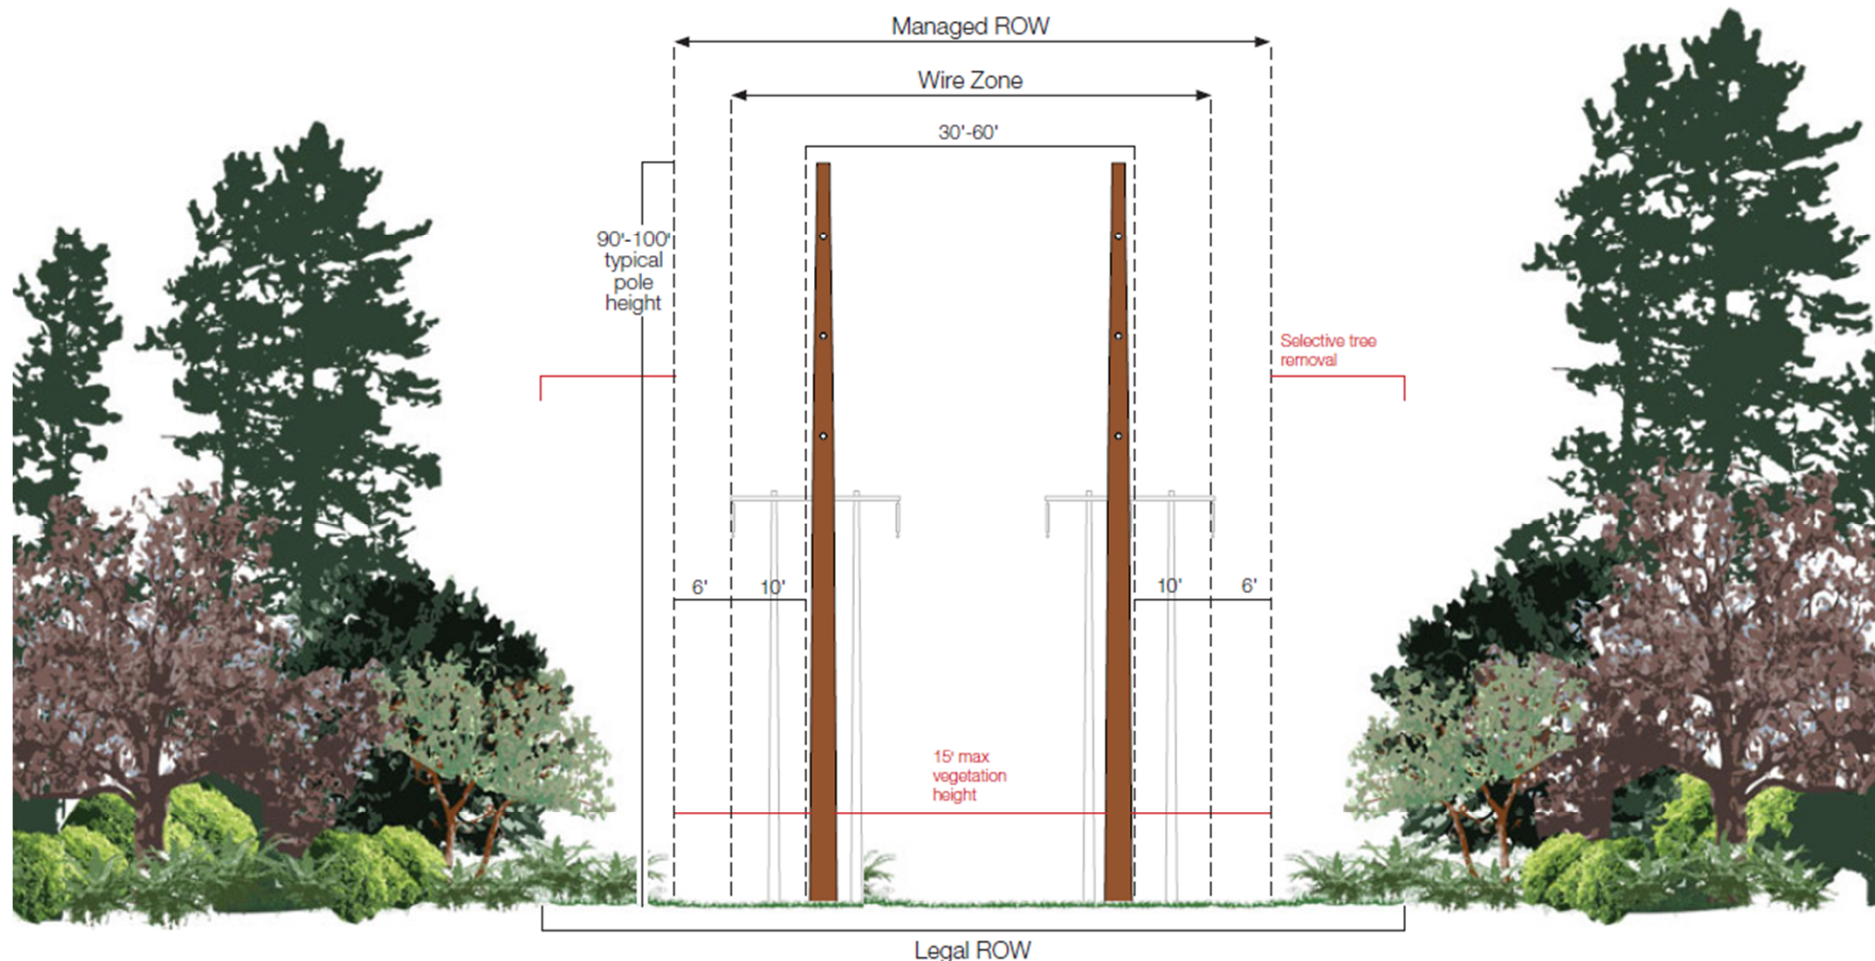 Managed ROW
Wire Zone
30'-60'
90'-100'
typical
pole
height
Selective tree
removal
6'
10'
10'
6'
15' max
vegetation
height
Legal ROW